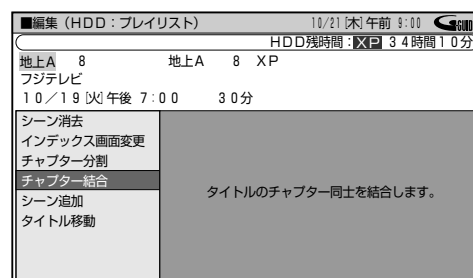 ■編集（HDD：プレイリスト） 10/21[木]午前 9:00 G-GUIDE
HDD残時間：XP 34時間10分
地上A 8 地上A 8 XP
フジテレビ
10／19[火]午後 7:00 30分
シーン消去
インデックス画面変更
チャプター分割
チャプター結合
シーン追加
タイトル移動
タイトルのチャプター同士を結合します。